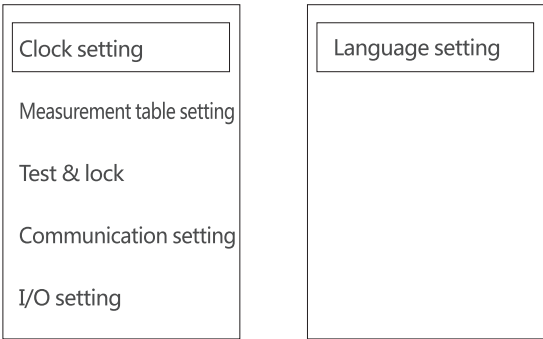 Clock setting
Measurement table setting
Test & lock
Communication setting
I/O setting
Language setting